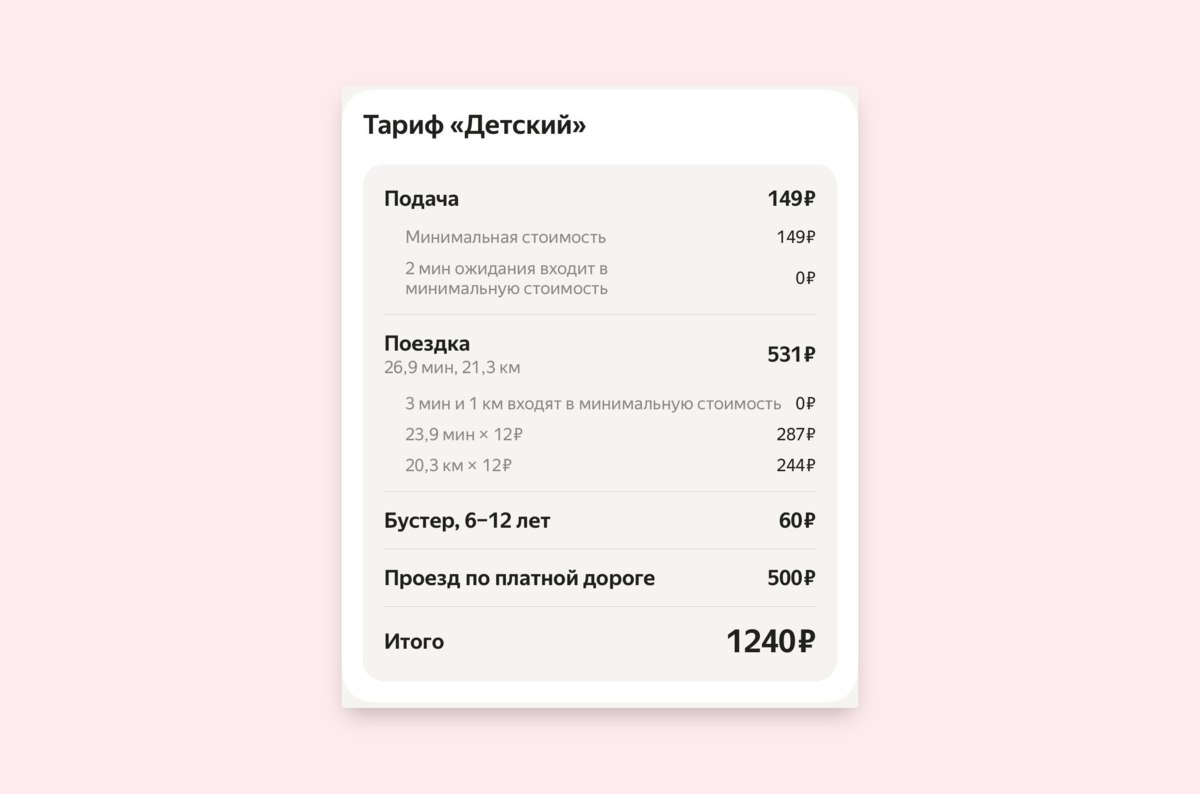 Тариф «Детский»
Подача 149₽
Минимальная стоимость 149₽
2 мин ожидания входит в
минимальную стоимость 0₽
Поездка 531₽
26,9 мин, 21,3 км
3 мин и 1 км входят в минимальную стоимость 0₽
23,9 мин × 12₽ 287₽
20,3 км × 12₽ 244₽
Бустер, 6–12 лет 60₽
Проезд по платной дороге 500₽
Итого 1240₽